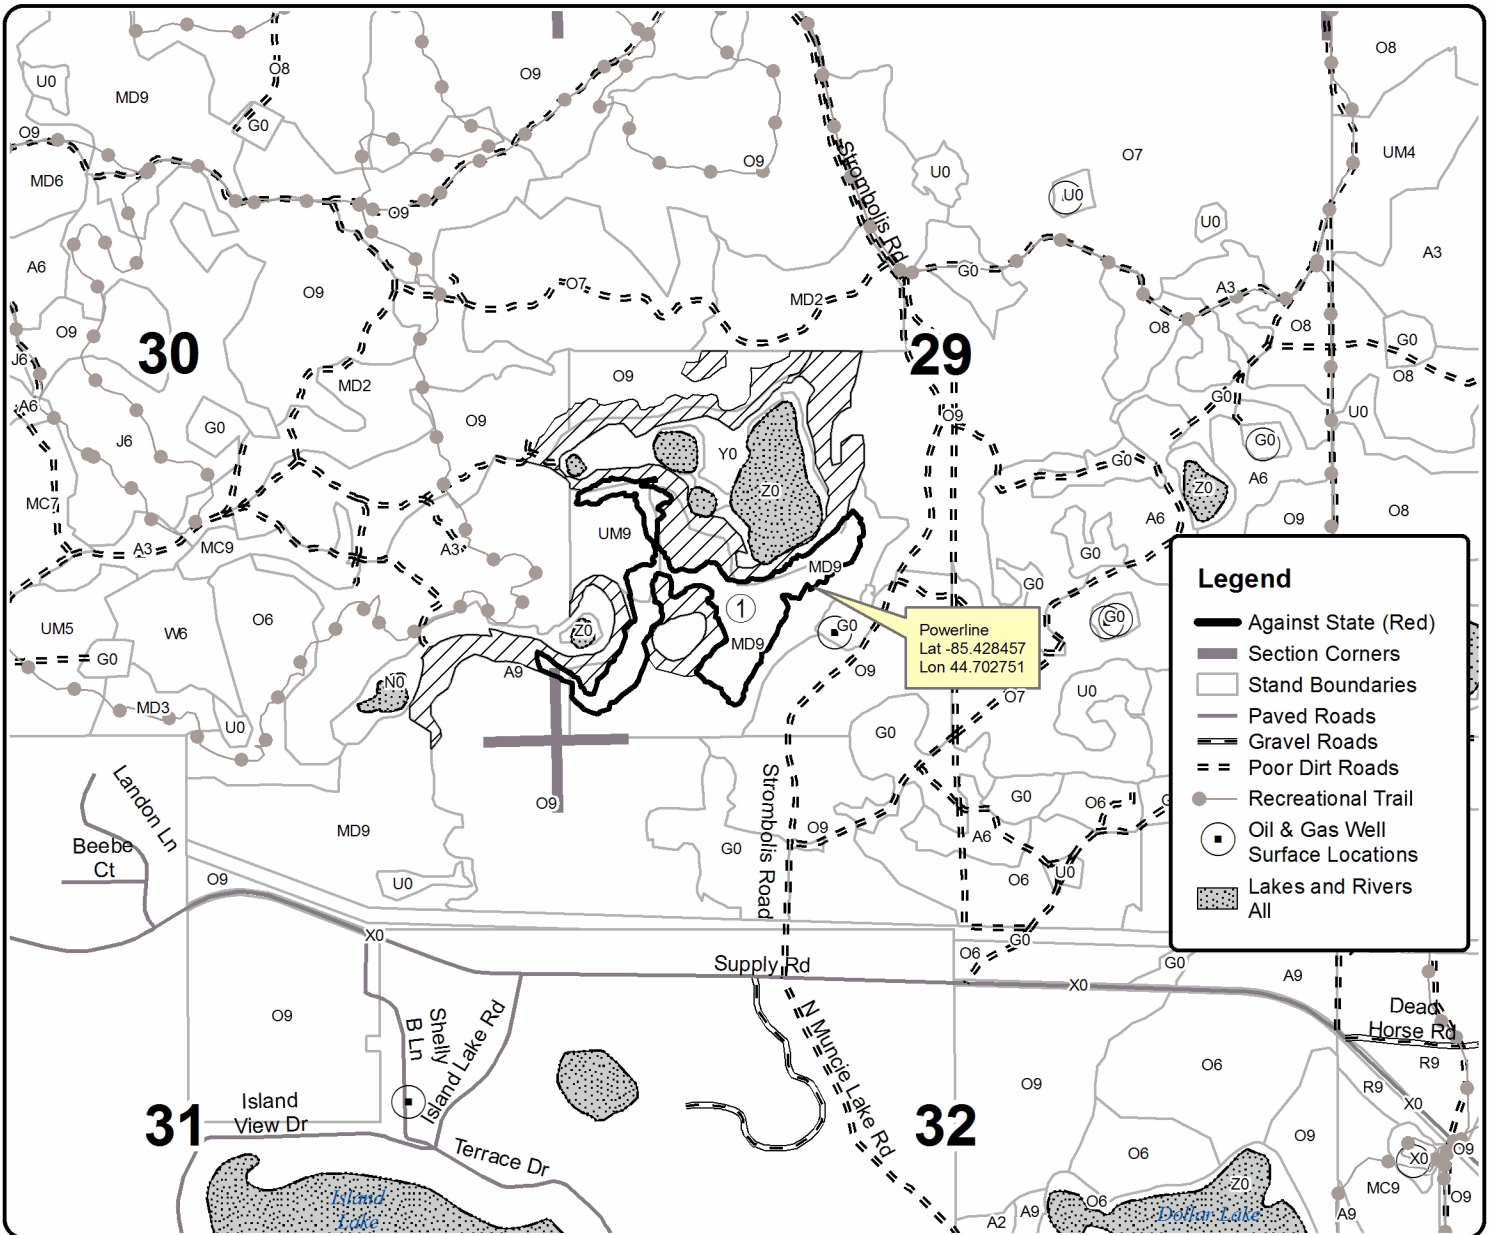 O8
O8
O9
U0
MD9
G0
O9
O9
O7
UM4
MD6
U0
U0
O9
U0
Strombolis Rd
A6
A3
O9
O7
G0
MD2
A3
O9
O8
O8
J6
30
29
G0
MD2
O9
O8
A6
G0
O9
U0
J6
G0
O9
G0
Y0
G0
A6
Z0
Z0
MC7
O9
O8
A6
UM9
A3
MC9
A3
G0
MD9
G0
1
UM5
W6
O6
Z0
MD9
G0
G0
G0
A9
O9
N0
O7
U0
MD3
U0
G0
Powerline
Lat -85.428457
Lon 44.702751
Legend
Against State (Red)
Section Corners
Stand Boundaries
Paved Roads
Gravel Roads
Poor Dirt Roads
Recreational Trail
Oil & Gas Well
Surface Locations
Lakes and Rivers
All
Landon Ln
Beebe
Ct
MD9
O9
Strombolis Road
G0
O9
G0
O6
G
A6
O6
U0
O9
U0
X0
G0
O6
G0
A9
Supply Rd
X0
O9
Shelly
B Ln
Island Lake Rd
N Muncie Lake Rd
Dead
Horse Rd
R9
R9
X0
O6
O9
Island
View Dr
31
32
Terrace Dr
O9
O6
X0
O9
MC9
Z0
O6
O9
A9
A9
A2
Island
Lake
Dollar Lake